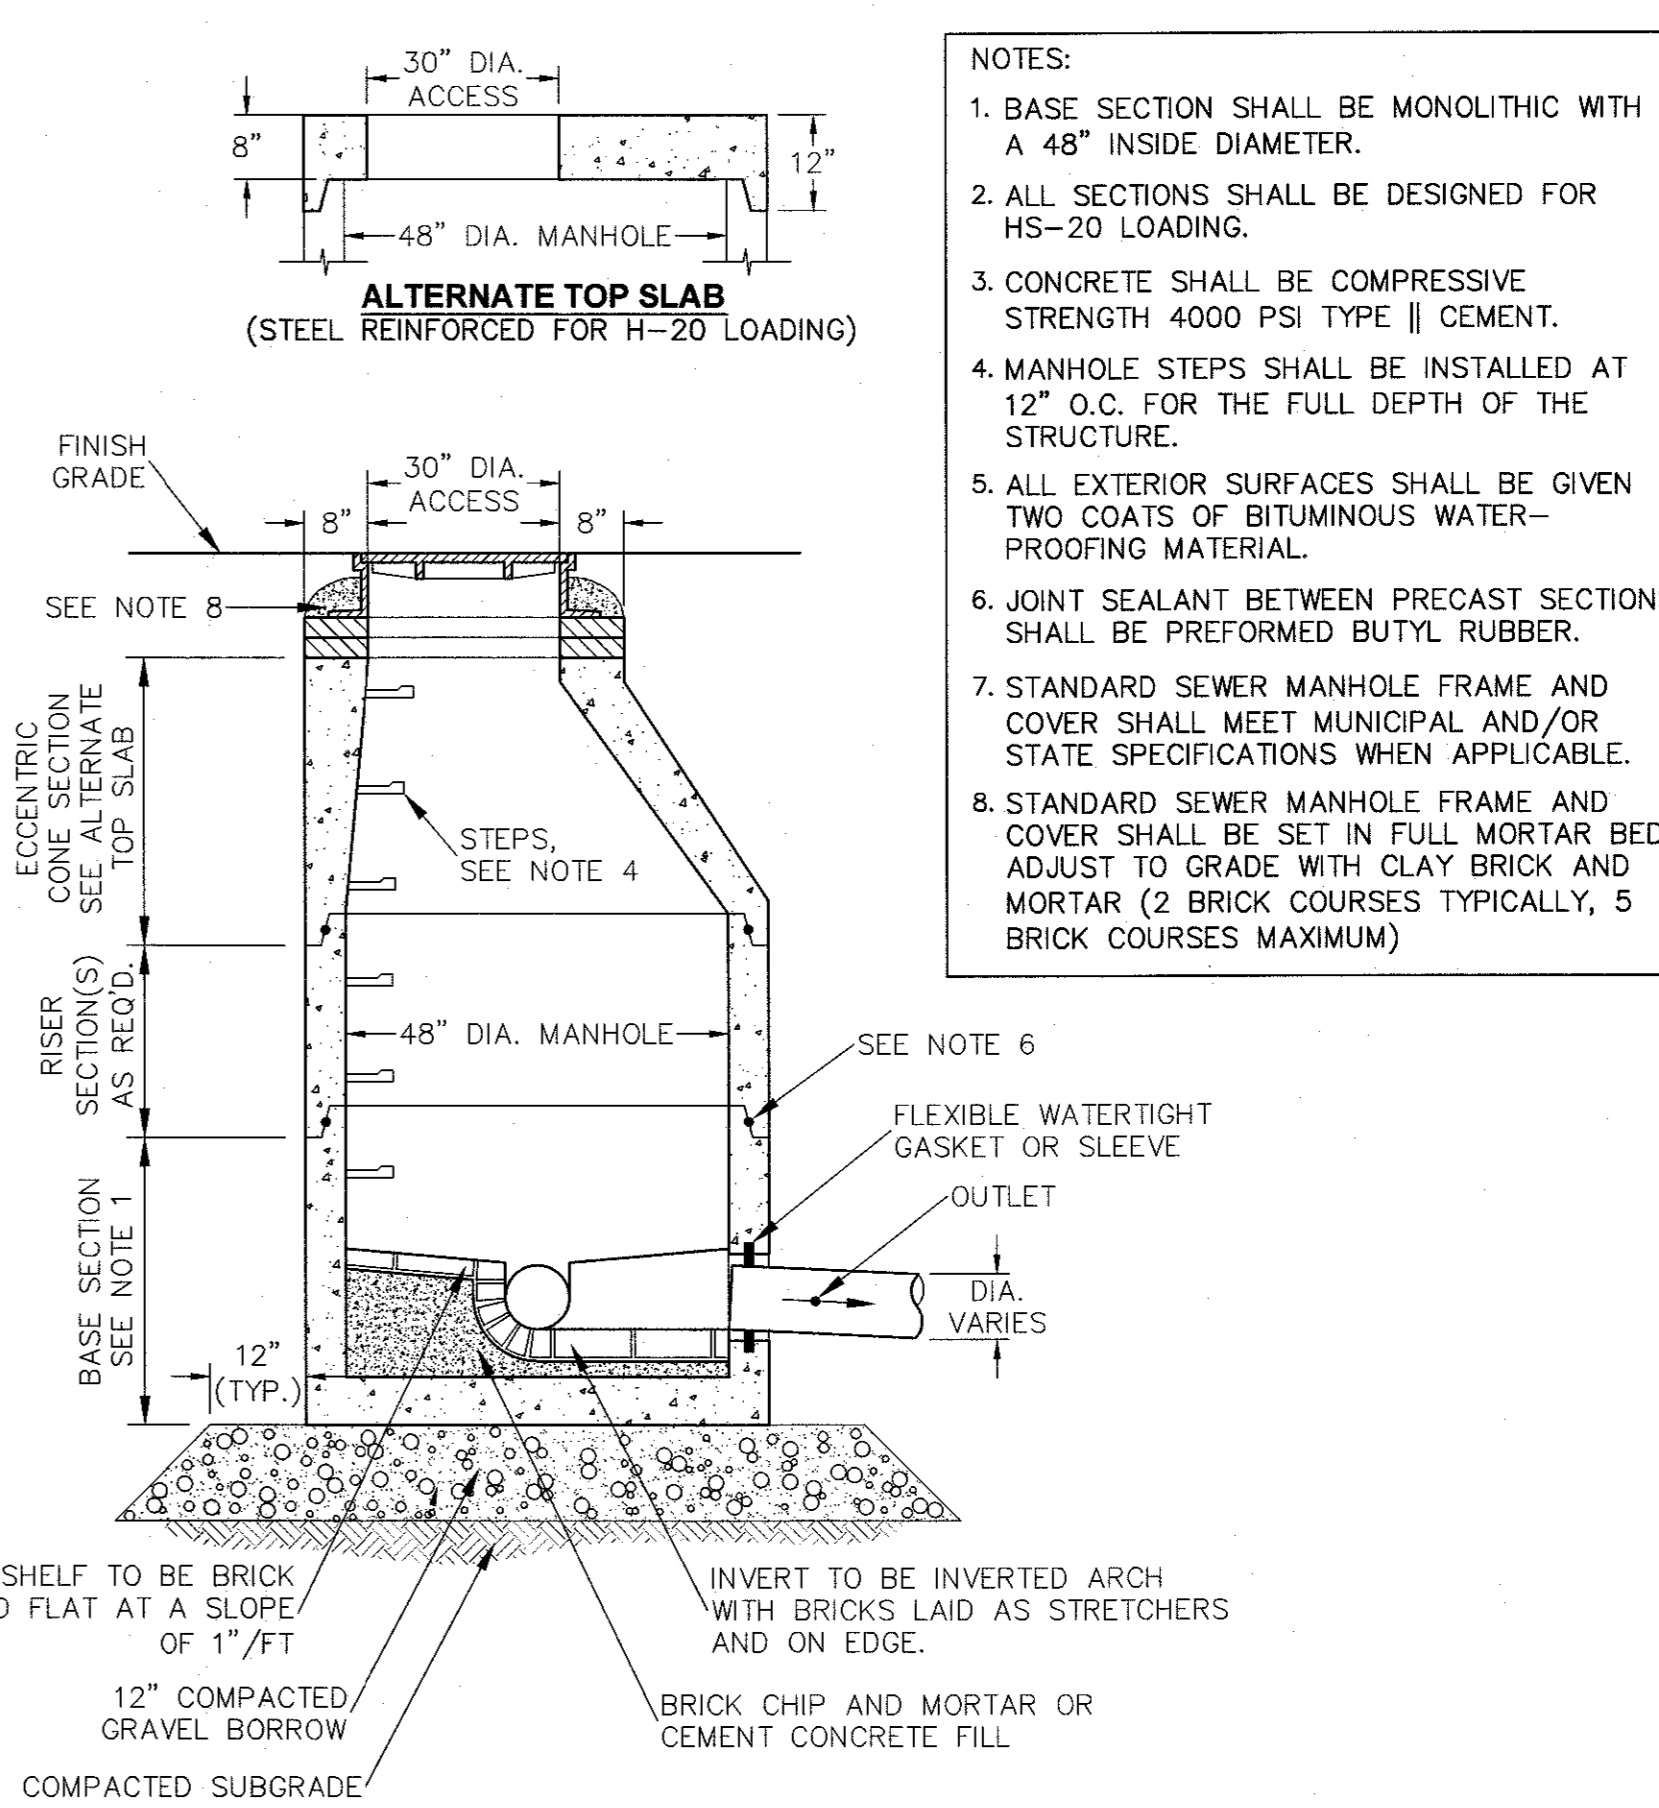 30" DIA.
ACCESS
8"
12"
48" DIA. MANHOLE
ALTERNATE TOP SLAB
(STEEL REINFORCED FOR H-20 LOADING)
NOTES:
1. BASE SECTION SHALL BE MONOLITHIC WITH
A 48" INSIDE DIAMETER.
2. ALL SECTIONS SHALL BE DESIGNED FOR
HS-20 LOADING.
3. CONCRETE SHALL BE COMPRESSIVE
STRENGTH 4000 PSI TYPE || CEMENT.
4. MANHOLE STEPS SHALL BE INSTALLED AT
12" O.C. FOR THE FULL DEPTH OF THE
STRUCTURE.
5. ALL EXTERIOR SURFACES SHALL BE GIVEN
TWO COATS OF BITUMINOUS WATER-
PROOFING MATERIAL.
6. JOINT SEALANT BETWEEN PRECAST SECTION
SHALL BE PREFORMED BUTYL RUBBER.
7. STANDARD SEWER MANHOLE FRAME AND
COVER SHALL MEET MUNICIPAL AND/OR
STATE SPECIFICATIONS WHEN APPLICABLE.
8. STANDARD SEWER MANHOLE FRAME AND
COVER SHALL BE SET IN FULL MORTAR BED
ADJUST TO GRADE WITH CLAY BRICK AND
MORTAR (2 BRICK COURSES TYPICALLY, 5
BRICK COURSES MAXIMUM)
FINISH
GRADE
30" DIA.
ACCESS
8"
8"
SEE NOTE 8
ECCENTRIC
CONE SECTION
SEE ALTERNATE
TOP SLAB
STEPS,
SEE NOTE 4
RISER
SECTION(S)
AS REQ'D.
48" DIA. MANHOLE
SEE NOTE 6
FLEXIBLE WATERTIGHT
GASKET OR SLEEVE
OUTLET
DIA.
VARIES
BASE SECTION
SEE NOTE 1
12"
(TYP.)
SHELF TO BE BRICK
D FLAT AT A SLOPE
OF 1"/FT
12" COMPACTED
GRAVEL BORROW
COMPACTED SUBGRADE
INVERT TO BE INVERTED ARCH
WITH BRICKS LAID AS STRETCHERS
AND ON EDGE.
BRICK CHIP AND MORTAR OR
CEMENT CONCRETE FILL